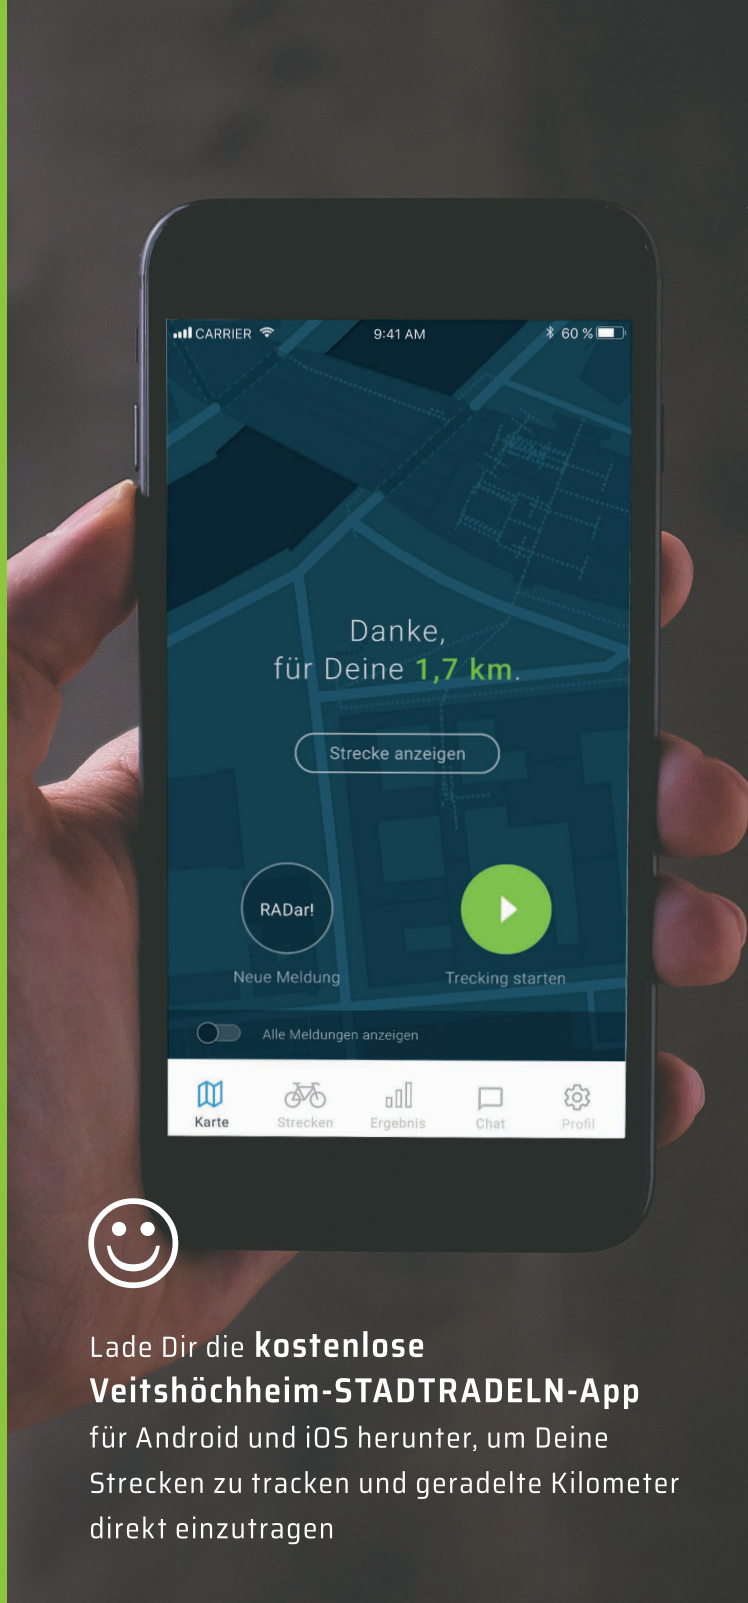 CARRIER 9:41 AM 60 %
Danke,
für Deine 1,7 km.
Strecke anzeigen
RADar!
Neue Meldung Trecking starten
Alle Meldungen anzeigen
Karte Strecken Ergebnis Chat Profil
Lade Dir die kostenlose
Veitshöchheim-STADTRADELN-App
für Android und iOS herunter, um Deine
Strecken zu tracken und geradelte Kilometer
direkt einzutragen